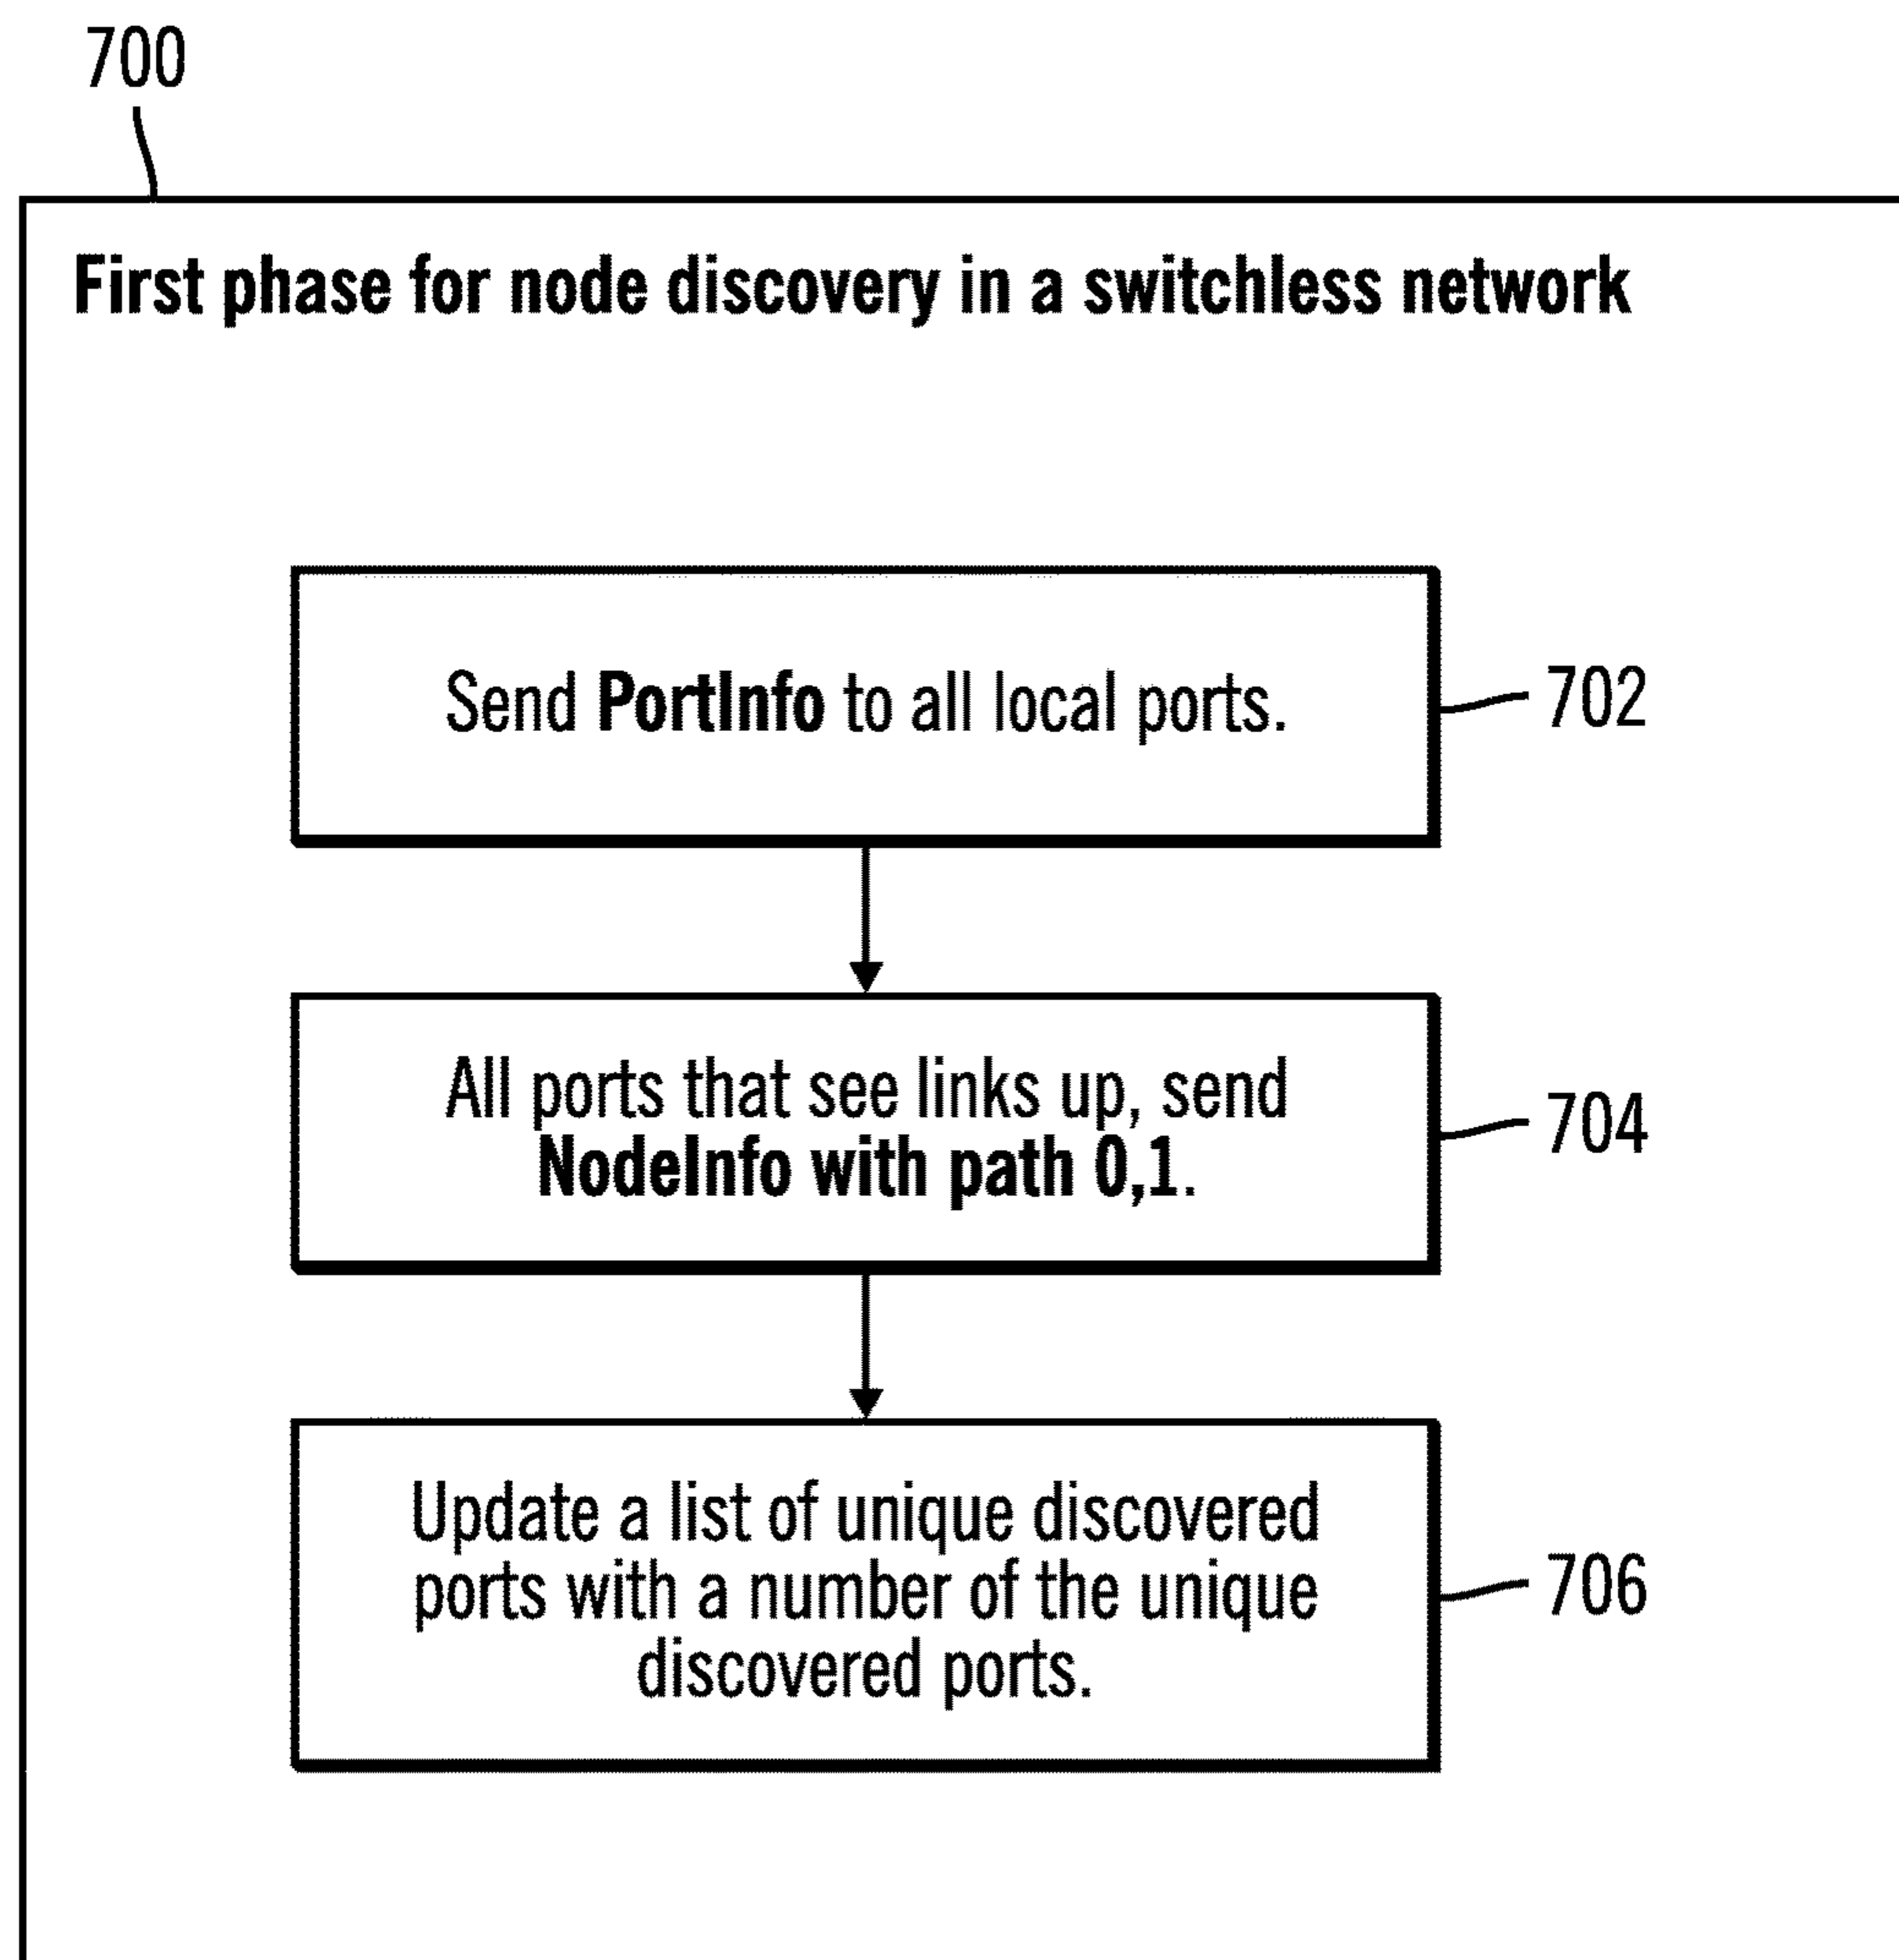 700
First phase for node discovery in a switchless network
Send PortInfo to all local ports.
702
All ports that see links up, send
NodeInfo with path 0,1.
704
Update a list of unique discovered
ports with a number of the unique
discovered ports.
706